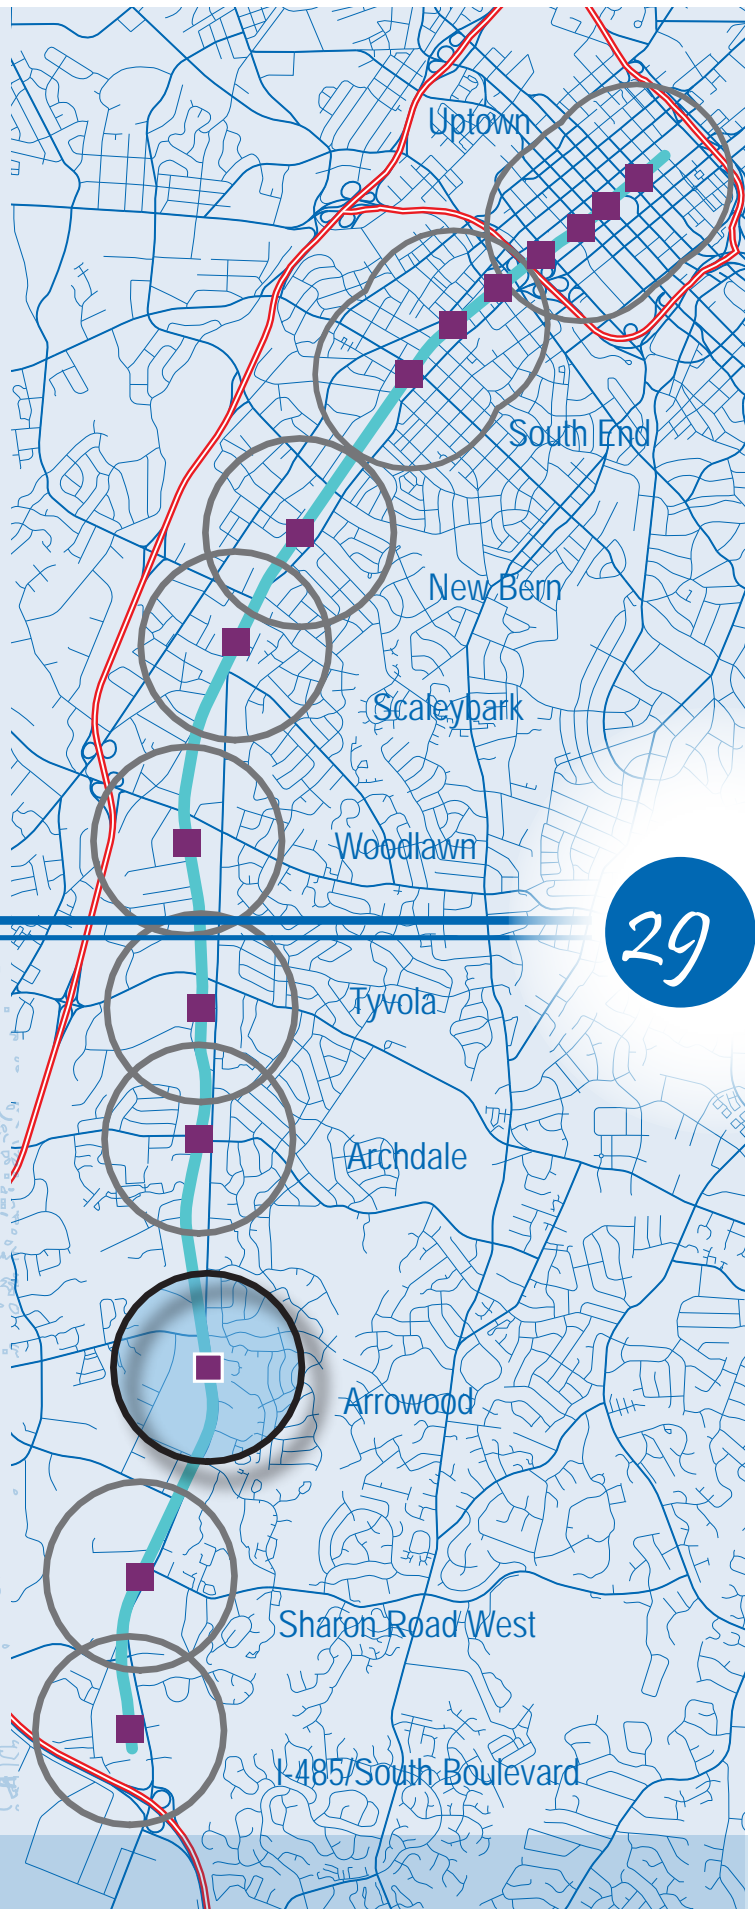 Uptown
South End
New Bern
Scaleybark
Woodlawn
29
Tyvola
Archdale
Arrowood
Sharon Road West
I-485/South Boulevard